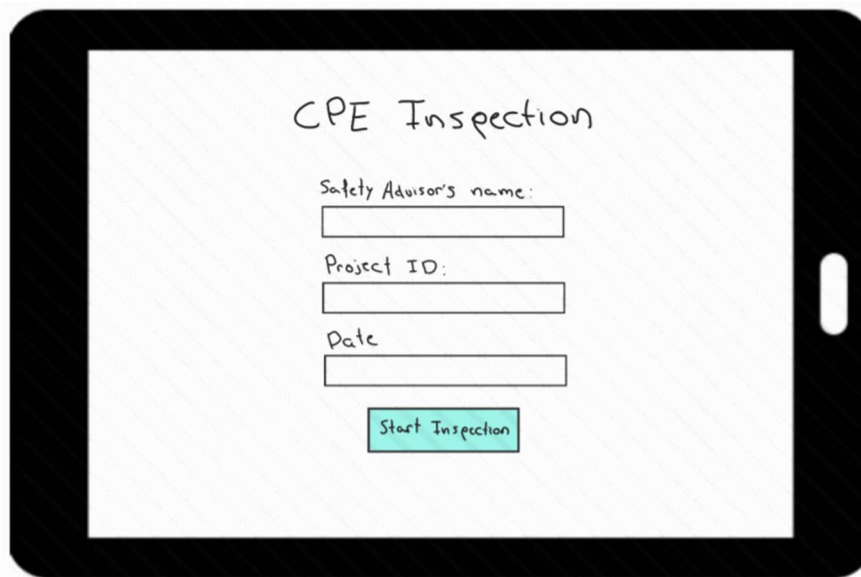 CPE Inspection
Safety Advisor's name:
Project ID:
Date
Start Inspection